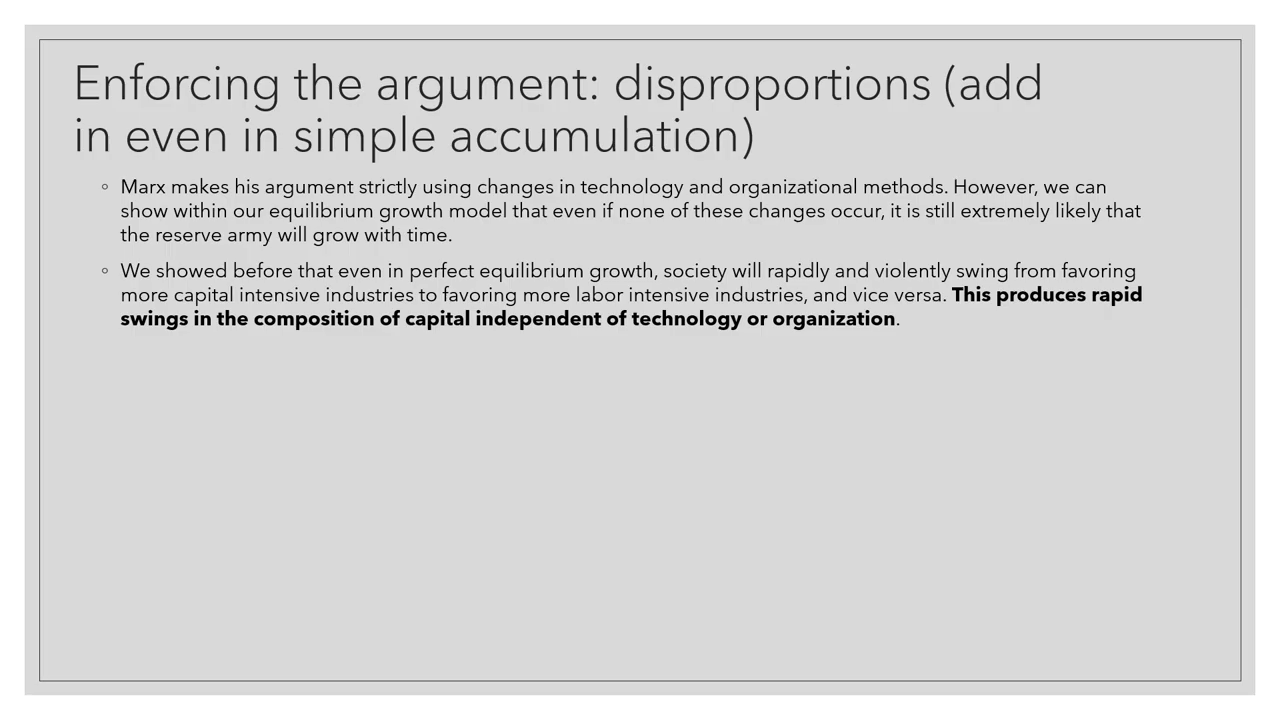 Enforcing the argument: disproportions (add
in even in simple accumulation)
◦ Marx makes his argument strictly using changes in technology and organizational methods. However, we can
show within our equilibrium growth model that even if none of these changes occur, it is still extremely likely that
the reserve army will grow with time.
◦ We showed before that even in perfect equilibrium growth, society will rapidly and violently swing from favoring
more capital intensive industries to favoring more labor intensive industries, and vice versa. This produces rapid
swings in the composition of capital independent of technology or organization.